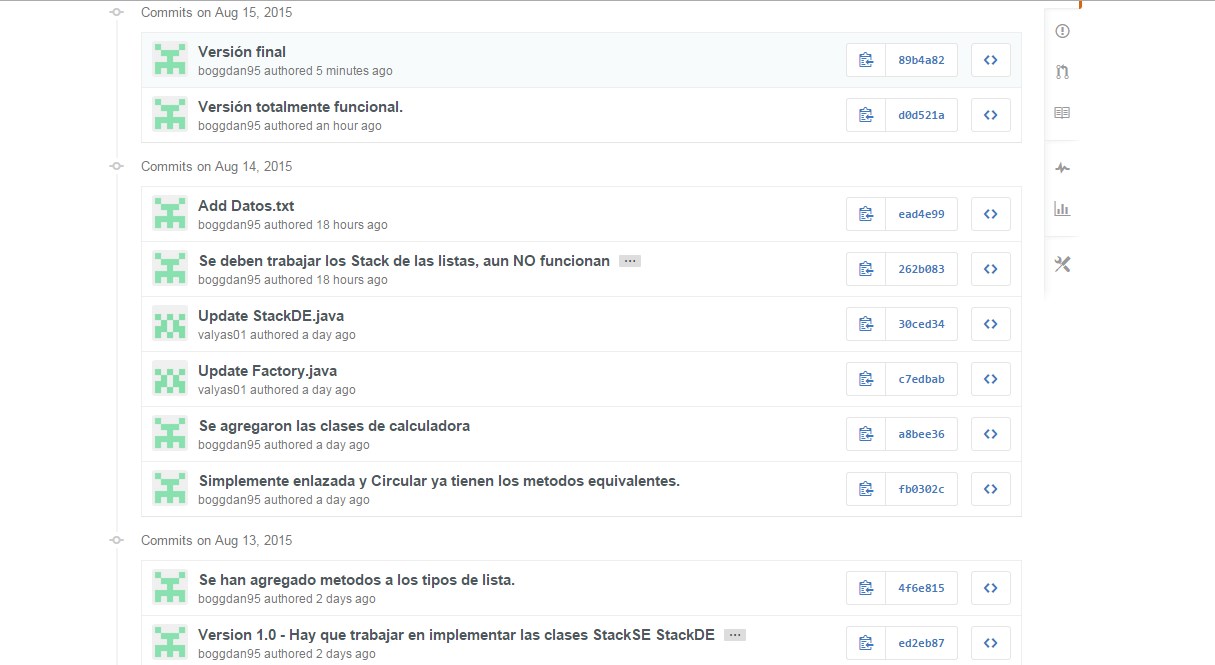 Commits on Aug 15, 2015
Versión final
boggdan95 authored 5 minutes ago
89b4a82
Versión totalmente funcional.
boggdan95 authored an hour ago
d0d521a
Commits on Aug 14, 2015
Add Datos.txt
boggdan95 authored 18 hours ago
ead4e99
Se deben trabajar los Stack de las listas, aun NO funcionan ...
boggdan95 authored 18 hours ago
262b083
Update StackDE.java
valyas01 authored a day ago
30ced34
Update Factory.java
valyas01 authored a day ago
c7edbab
Se agregaron las clases de calculadora
boggdan95 authored a day ago
a8bee36
Simplemente enlazada y Circular ya tienen los metodos equivalentes.
boggdan95 authored a day ago
fb0302c
Commits on Aug 13, 2015
Se han agregado metodos a los tipos de lista.
boggdan95 authored 2 days ago
4f6e815
Version 1.0 - Hay que trabajar en implementar las clases StackSE StackDE ...
boggdan95 authored 2 days ago
ed2eb87